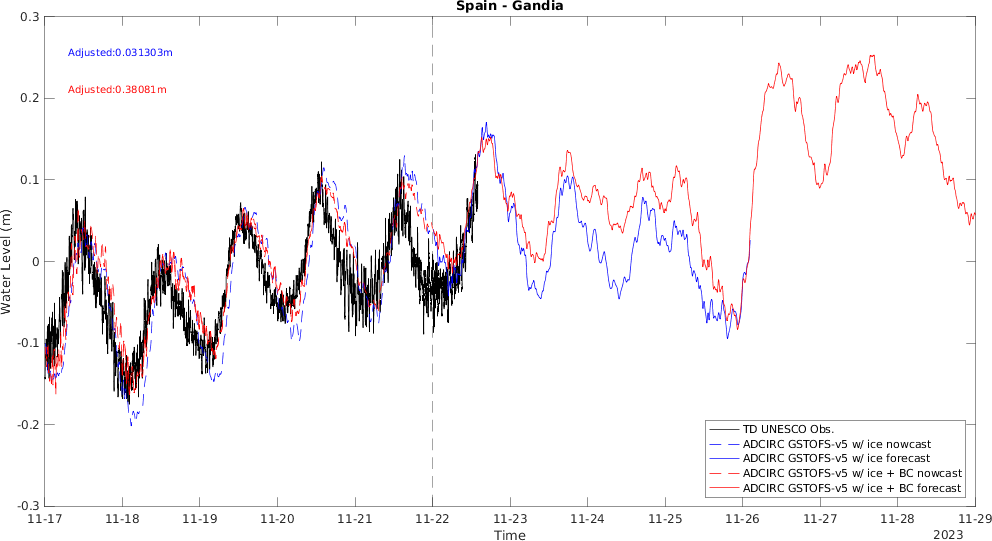 Spain - Gandia
0.3
0.2
0.1
0
-0.1
-0.2
-0.3
Water Level (m)
Adjusted:0.031303m
Adjusted:0.38081m
TD UNESCO Obs.
ADCIRC GSTOFS-v5 w/ ice nowcast
ADCIRC GSTOFS-v5 w/ ice forecast
ADCIRC GSTOFS-v5 w/ ice + BC nowcast
ADCIRC GSTOFS-v5 w/ ice + BC forecast
11-17 11-18 11-19 11-20 11-21 11-22 11-23 11-24 11-25 11-26 11-27 11-28 11-29
Time
2023